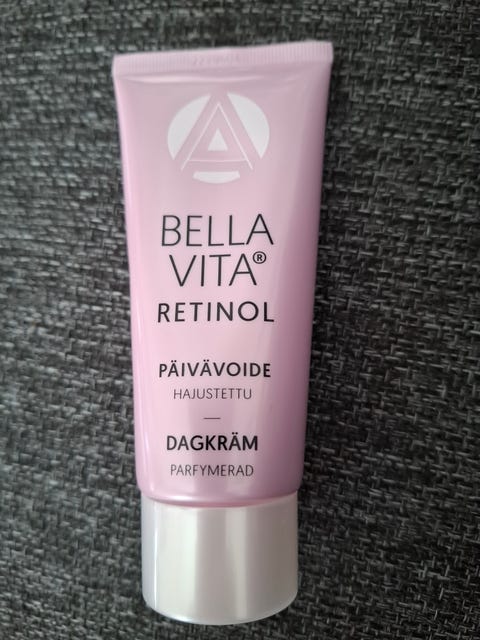 BELLA
VITA®
RETINOL
PÄIVÄVOIDE
HAJUSTETTU
DAGKRÄM
PARFYMERAD